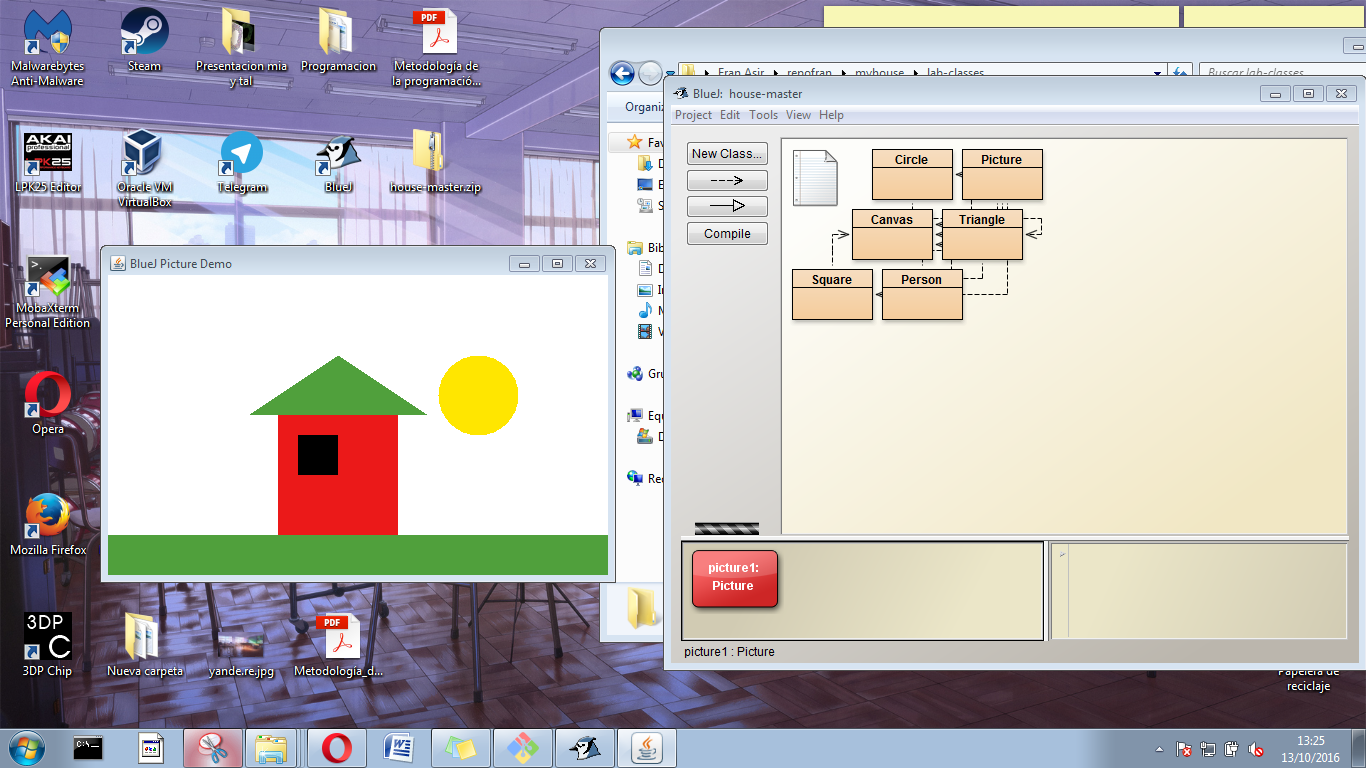 Malwarebytes
Anti-Malware
Steam
Presentacion mia
y tal
Programacion
PDF
Metodología de
la programació...
AKAI
professional
LPK25
LPK25 Editor
Oracle VM
VirtualBox
Telegram
BlueJ
house-master.zip
MobaXterm
Personal Edition
Opera
Mozilla Firefox
3DP
C
3DP Chip
Nueva carpeta
yande.re.jpg
PDF
Metodología_d...
Papelera de
reciclaje
BlueJ Picture Demo
Fran Asir
repofran
myhouse
lab-classes
Buscar lab-classes
Organiz
Fav
Bib
Gru
Equ
Rec
BlueJ: house-master
Project Edit Tools View Help
New Class...
Compile
Circle
Picture
Canvas
Triangle
Square
Person
picture1:
Picture
picture1 : Picture
C:\_
13:25
13/10/2016